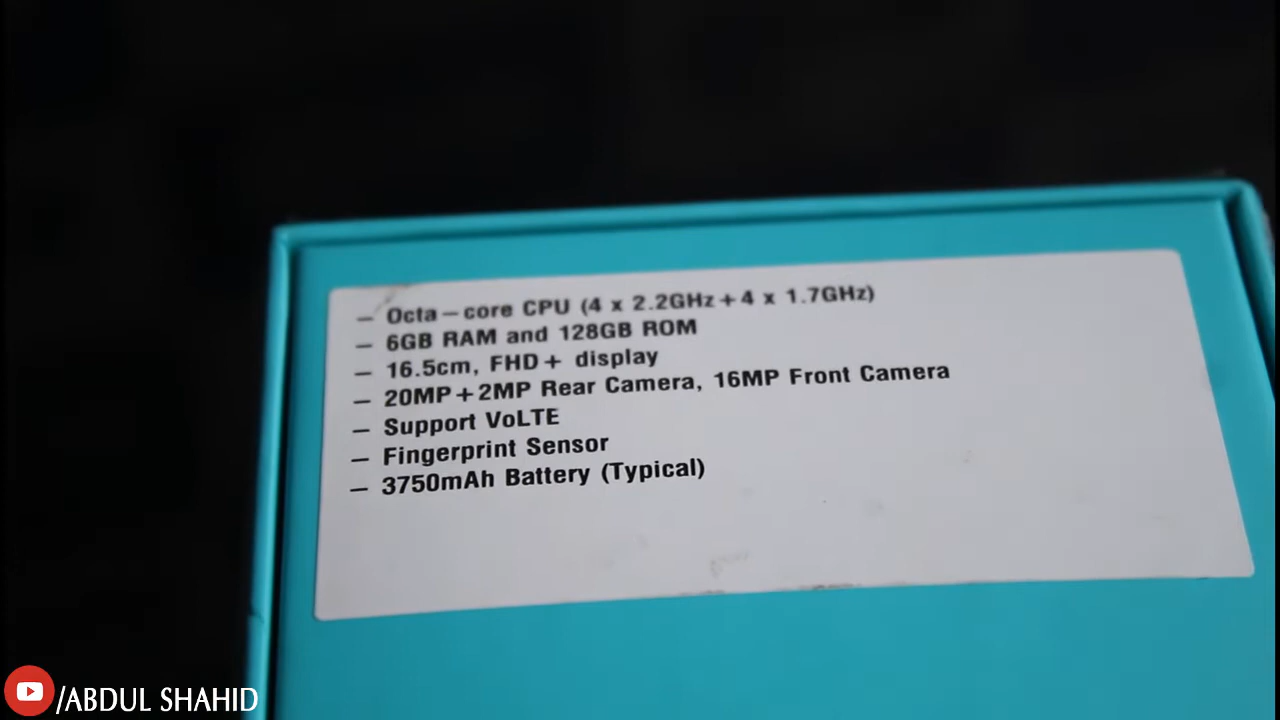 – Octa–core CPU (4 x 2.2GHz+4 x 1.7GHz)
– 6GB RAM and 128GB ROM
– 16.5cm, FHD+ display
– 20MP+2MP Rear Camera, 16MP Front Camera
– Support VoLTE
– Fingerprint Sensor
– 3750mAh Battery (Typical)
/ABDUL SHAHID